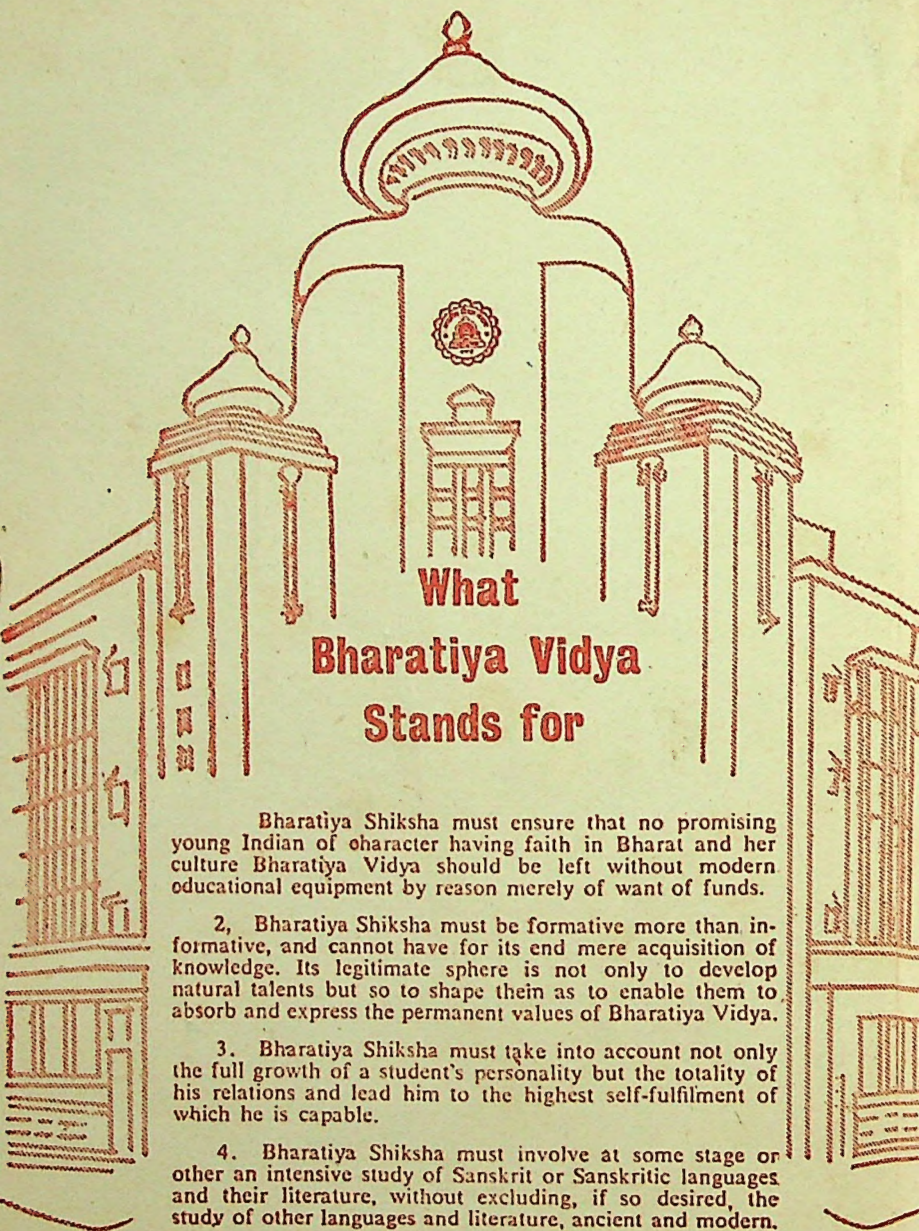 What
Bharatiya Vidya
Stands for
Bharatiya Shiksha must ensure that no promising
young Indian of oharacter having faith in Bharat and her
culture Bharatiya Vidya should be left without modern
oducational equipment by reason merely of want of funds.
2, Bharatiya Shiksha must be formative more than in-
formative, and cannot have for its end mere acquisition of
knowledge. Its legitimate sphere is not only to develop
natural talents but so to shape thein as to enable them to
absorb and express the permanent values of Bharatiya Vidya.
3. Bharatiya Shiksha must take into account not only
the full growth of a student's personality but the totality of
his relations and lead him to the highest self-fulfilment of
which he is capable.
4. Bharatiya Shiksha must involve at some stage or
other an intensive study of Sanskrit or Sanskritic languages
and their literature, without excluding, if so desired, the
study of other languages and literature, ancient and modern.